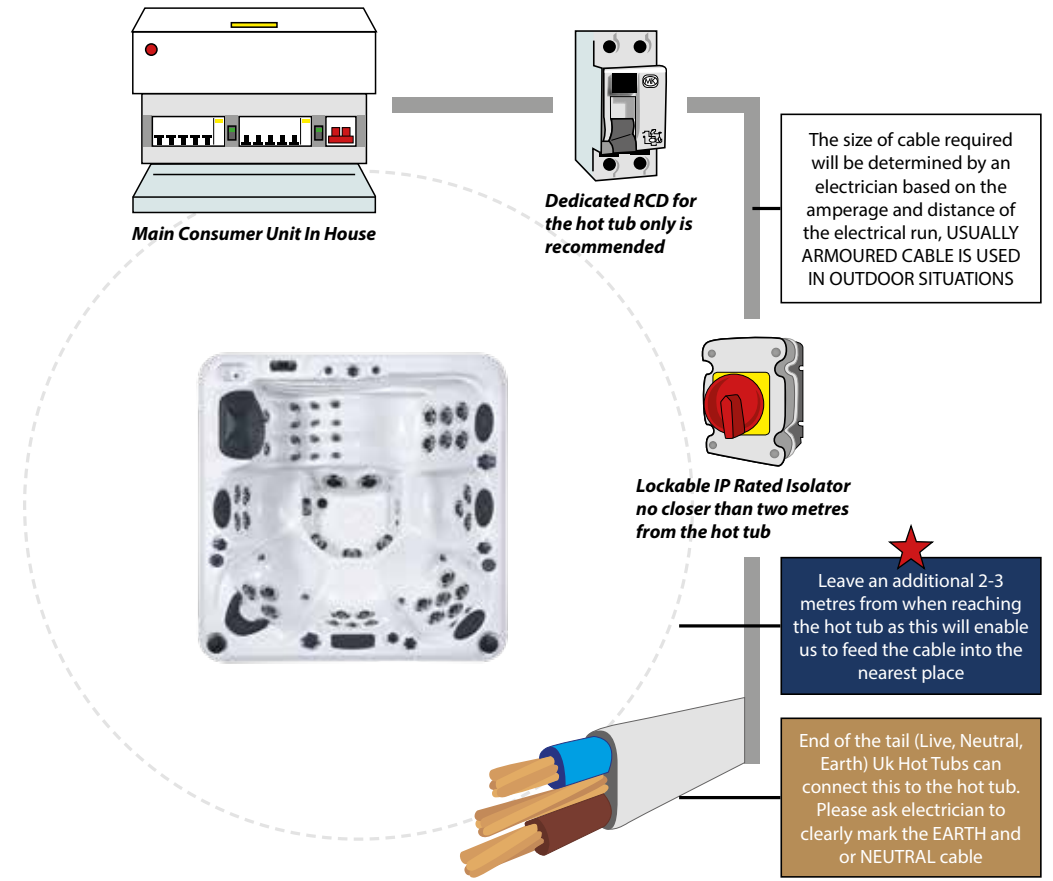 Main Consumer Unit In House
MK
Dedicated RCD for
the hot tub only is
recommended
The size of cable required
will be determined by an
electrician based on the
amperage and distance of
the electrical run, USUALLY
ARMOURED CABLE IS USED
IN OUTDOOR SITUATIONS
Lockable IP Rated Isolator
no closer than two metres
from the hot tub
Leave an additional 2-3
metres from when reaching
the hot tub as this will enable
us to feed the cable into the
nearest place
End of the tail (Live, Neutral,
Earth) Uk Hot Tubs can
connect this to the hot tub.
Please ask electrician to
clearly mark the EARTH and
or NEUTRAL cable